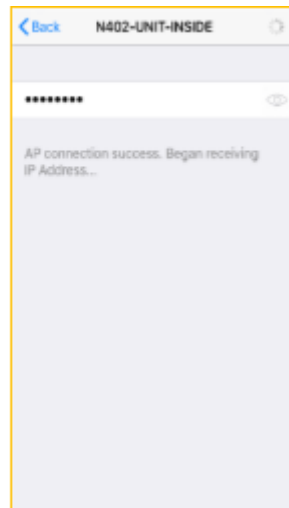 Back N402-UNIT-INSIDE
••••••••
AP connection success. Began receiving
IP Address...